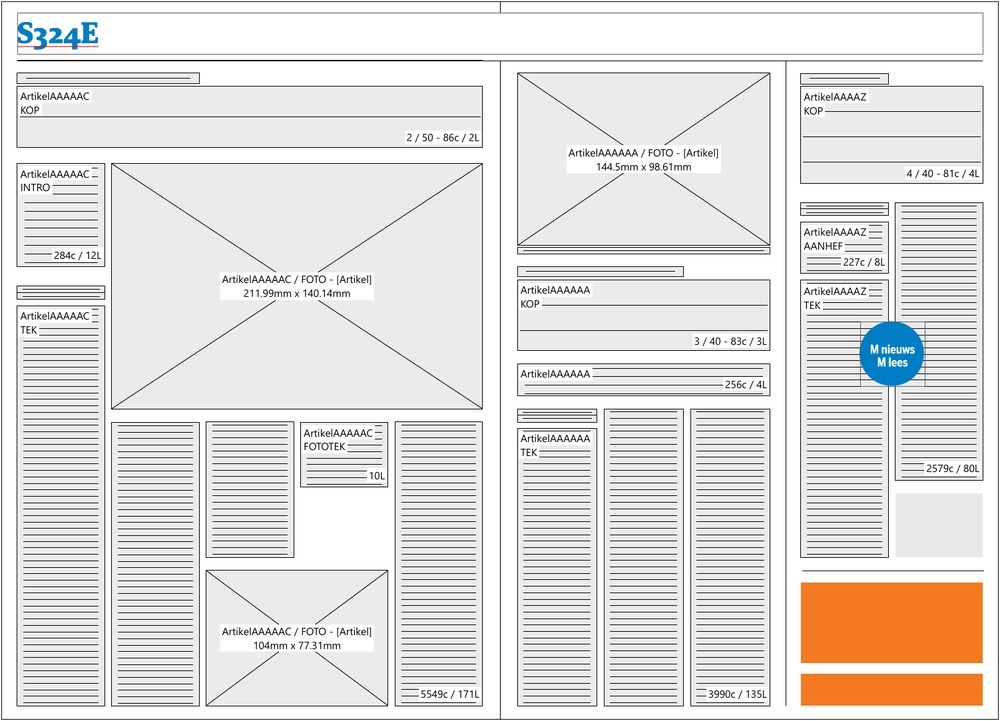 S324E
ArtikelAAAAAC
KOP
2 / 50 - 86c / 2L
ArtikelAAAAAC
INTRO
284c / 12L
ArtikelAAAAAC / FOTO - [Artikel]
211.99mm x 140.14mm
ArtikelAAAAAC
TEK
ArtikelAAAAAC
FOTOTEK
10L
ArtikelAAAAAC / FOTO - [Artikel]
104mm x 77.31mm
5549c / 171L
ArtikelAAAAAA / FOTO - [Artikel]
144.5mm x 98.61mm
ArtikelAAAAAA
KOP
3 / 40 - 83c / 3L
ArtikelAAAAAA
256c / 4L
ArtikelAAAAAA
TEK
3990c / 135L
ArtikelAAAAZ
KOP
4 / 40 - 81c / 4L
ArtikelAAAAZ
AANHEF
227c / 8L
ArtikelAAAAZ
TEK
M nieuws
M lees
2579c / 80L